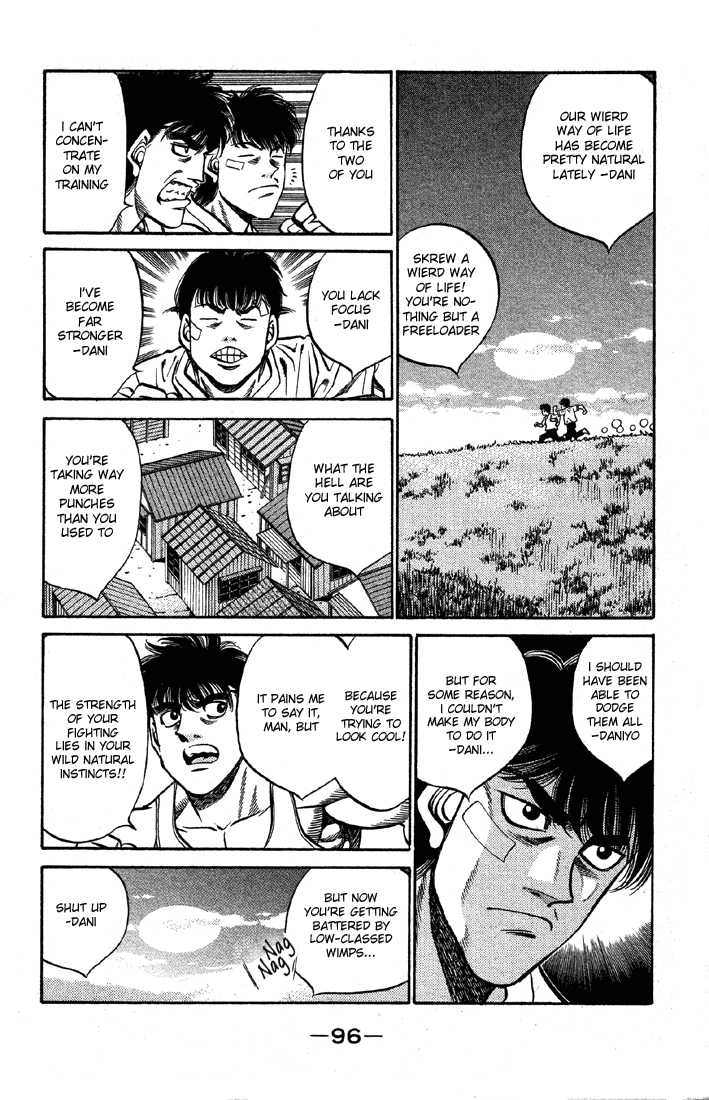 OUR WIERD
WAY OF LIFE
HAS BECOME
PRETTY NATURAL
LATELY -DANI
SKREW A
WIERD WAY
OF LIFE!
YOU'RE NO-
THING BUT A
FREELOADER
THANKS
TO THE
TWO
OF YOU
I CAN'T
CONCEN-
TRATE
ON MY
TRAINING
YOU LACK
FOCUS
-DANI
I'VE
BECOME
FAR
STRONGER
-DANI
WHAT THE
HELL ARE
YOU TALKING
ABOUT
YOU'RE
TAKING WAY
MORE
PUNCHES
THAN YOU
USED TO
I SHOULD
HAVE BEEN
ABLE TO
DODGE
THEM ALL
-DANIYO
BUT FOR
SOME REASON,
I COULDN'T
MAKE MY BODY
TO DO IT
-DANI...
BECAUSE
YOU'RE
TRYING TO
LOOK COOL!
IT PAINS ME
TO SAY IT,
MAN, BUT
THE STRENGTH
OF YOUR
FIGHTING
LIES IN YOUR
WILD NATURAL
INSTINCTS!!
BUT NOW
YOU'RE GETTING
BATTERED BY
LOW-CLASSED
WIMPS...
Nag
Nag
SHUT UP
-DANI
-96-